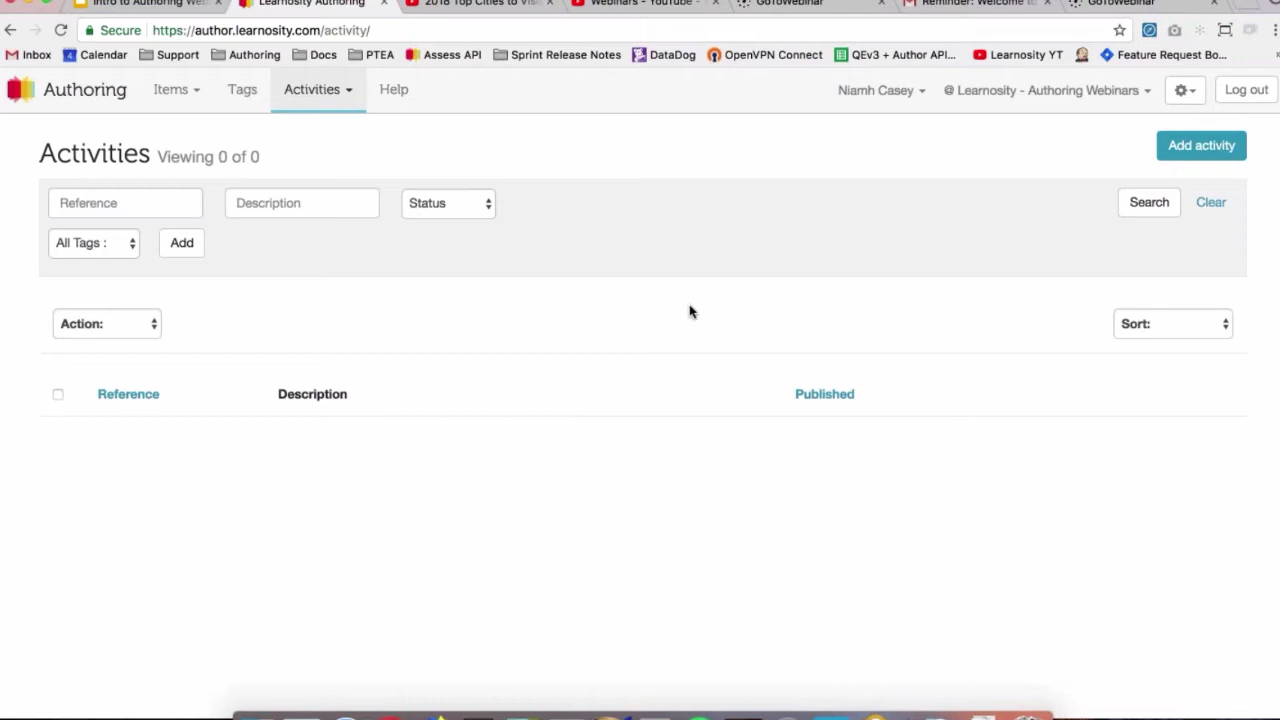 Intro to Authoring We
Learnosity Authoring
2018 Top Cities to Visi
Webinars - YouTube -
GoToWebinar
Reminder: Welcome to
GoToWebinar
Secure https://author.learnosity.com/activity/
Inbox Calendar Support Authoring Docs PTEA Assess API Sprint Release Notes DataDog OpenVPN Connect QEv3 + Author API... Learnosity YT Feature Request Bo...
Authoring Items Tags Activities Help Niamh Casey @ Learnosity - Authoring Webinars Log out
Activities Viewing 0 of 0 Add activity
Reference Description Status Search Clear
All Tags : Add
Action: Sort:
Reference Description Published